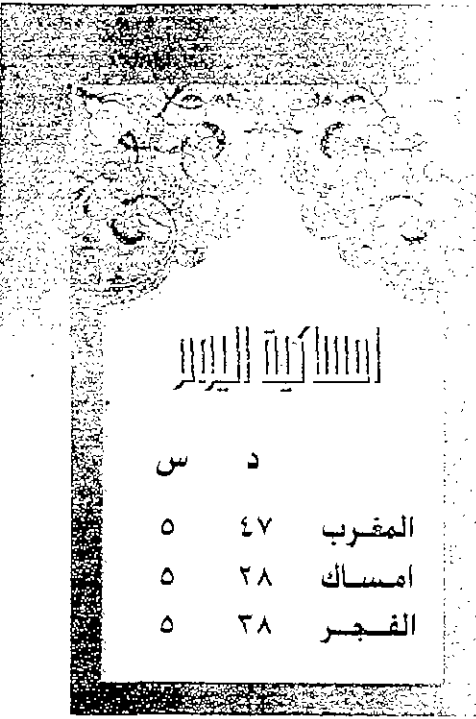 امساكية اليوم
د س
المغرب ٤٧ ٥
امساك ٢٨ ٥
الفجر ٣٨ ٥